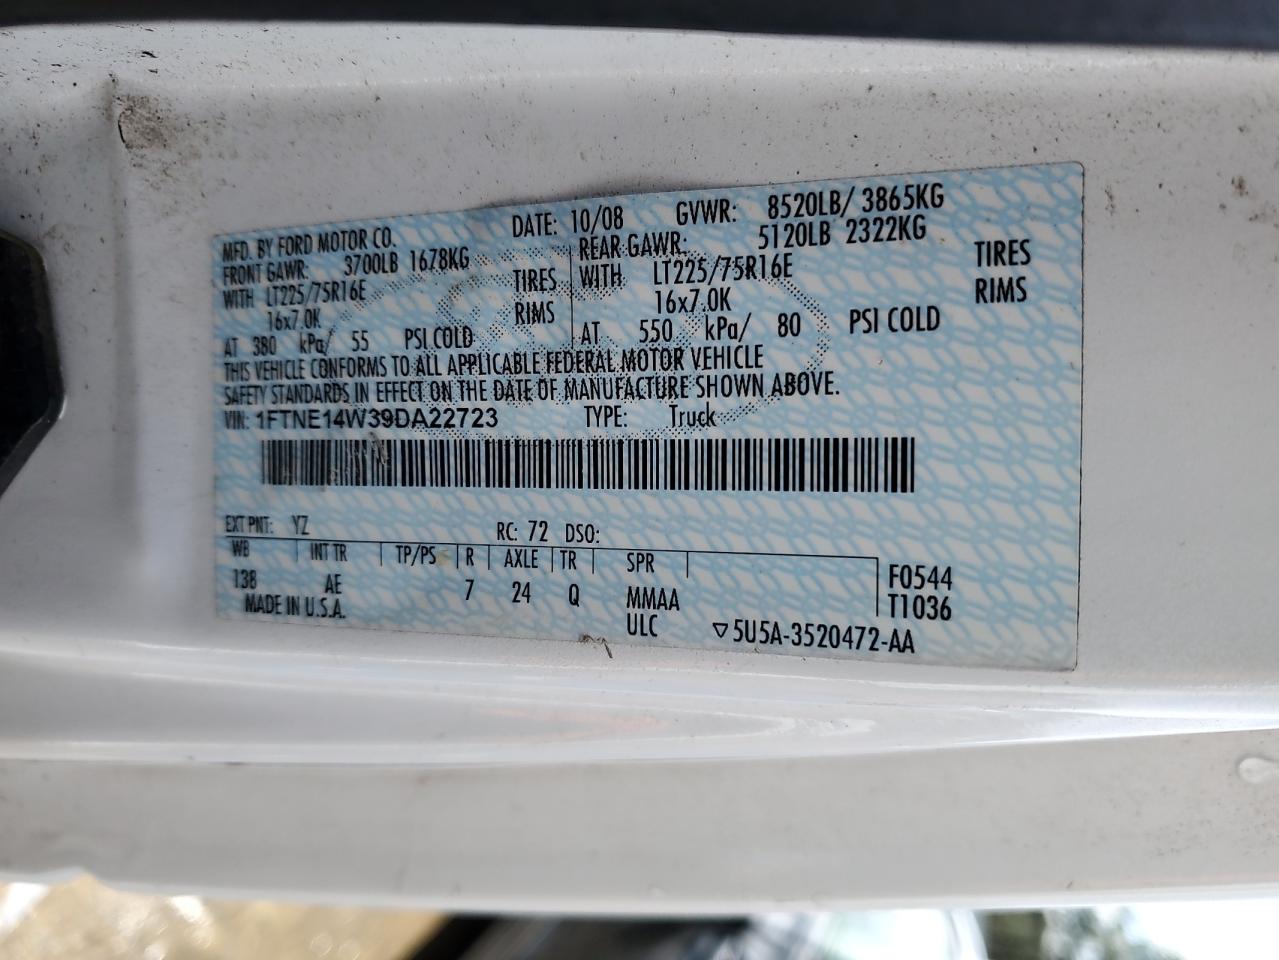 MFD. BY FORD MOTOR CO. DATE: 10/08 GVWR: 8520LB/ 3865KG
FRONT GAWR: 3700LB 1678KG REAR GAWR: 5120LB 2322KG
WITH LT225/75R16E TIRES WITH LT225/75R16E TIRES
16x7.0K RIMS 16x7.0K RIMS
AT 380 kPa/ 55 PSI COLD AT 550 kPa/ 80 PSI COLD
THIS VEHICLE CONFORMS TO ALL APPLICABLE FEDERAL MOTOR VEHICLE
SAFETY STANDARDS IN EFFECT ON THE DATE OF MANUFACTURE SHOWN ABOVE.
VIN: 1FTNE14W39DA22723 TYPE: Truck
EXT PNT: YZ RC: 72 DSO:
WB INT TR TP/PS R AXLE TR SPR
138 AE 7 24 Q MMAA F0544
MADE IN U.S.A. ULC T1036
▽5U5A-3520472-AA